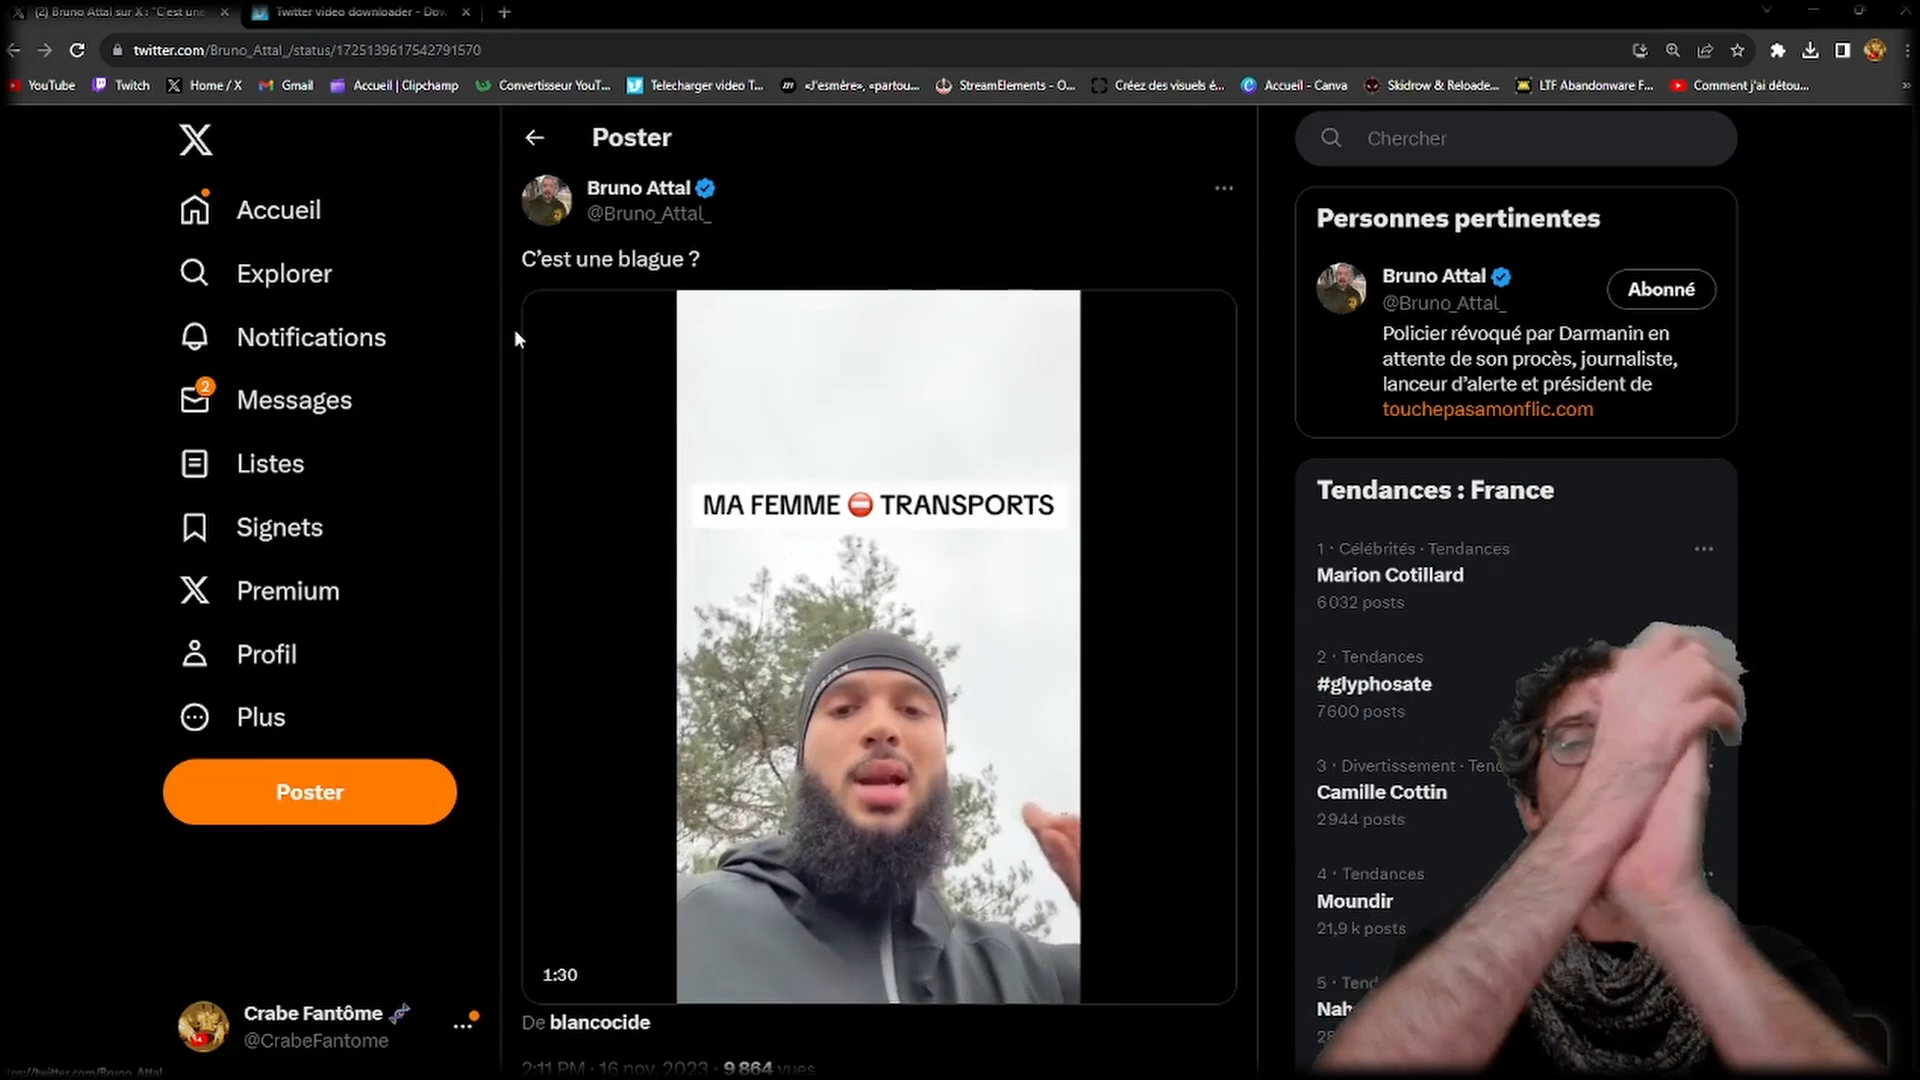 (2) Bruno Attal sur X : "C'est une
Twitter video downloader - Dow
twitter.com/Bruno_Attal_/status/1725139617542791570
YouTube
Twitch
Home / X
Gmail
Accueil | Clipchamp
Convertisseur YouT...
Telecharger video T...
«J'esmère», «partou...
StreamElements - O...
Créez des visuels é...
Accueil - Canva
Skidrow & Reloade...
LTF Abandonware F...
Comment j'ai détou...
Accueil
Explorer
Notifications
2
Messages
Listes
Signets
Premium
Profil
Plus
Poster
Crabe Fantôme
@CrabeFantome
Poster
Bruno Attal
@Bruno_Attal_
C'est une blague ?
MA FEMME ⛔ TRANSPORTS
1:30
De blancocide
2:11 PM · 16 nov. 2023 · 9 864 vues
Chercher
Personnes pertinentes
Bruno Attal
@Bruno_Attal_
Abonné
Policier révoqué par Darmanin en
attente de son procès, journaliste,
lanceur d'alerte et président de
touchepasamonflic.com
Tendances : France
1 · Célébrités · Tendances
Marion Cotillard
6 032 posts
2 · Tendances
#glyphosate
7 600 posts
3 · Divertissement · Tend
Camille Cottin
2 944 posts
4 · Tendances
Moundir
21,9 k posts
5 · Tend
Nah
28